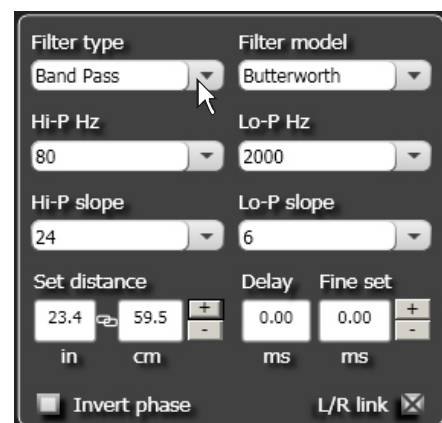 Filter type Filter model
Band Pass Butterworth
Hi-P Hz Lo-P Hz
80 2000
Hi-P slope Lo-P slope
24 6
Set distance Delay Fine set
23.4 59.5 + - 0.00 0.00 + -
in cm ms ms
Invert phase L/R link